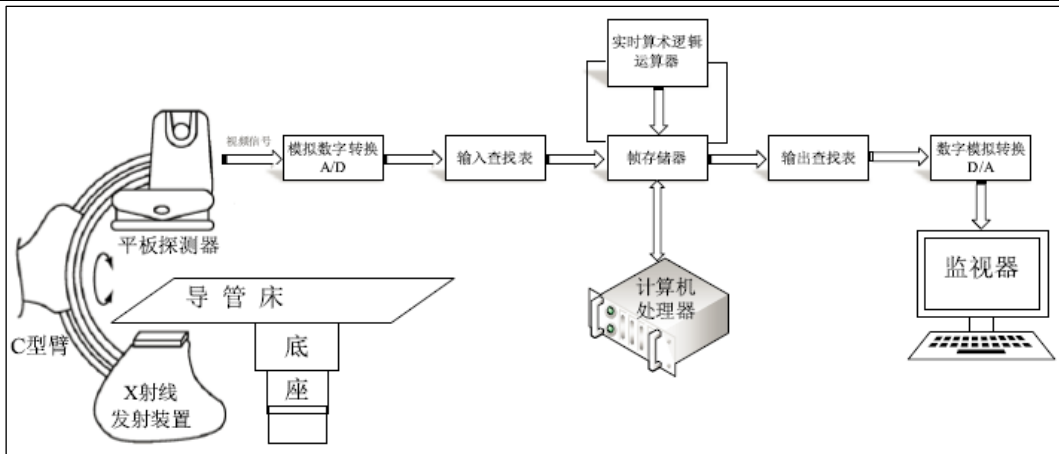 实时算术逻辑
运算器
视频信号
模拟数字转换
A/D
输入查找表
帧存储器
输出查找表
数字模拟转换
D/A
平板探测器
监视器
计算机
处理器
导管床
C型臂
底
座
X射线
发射装置